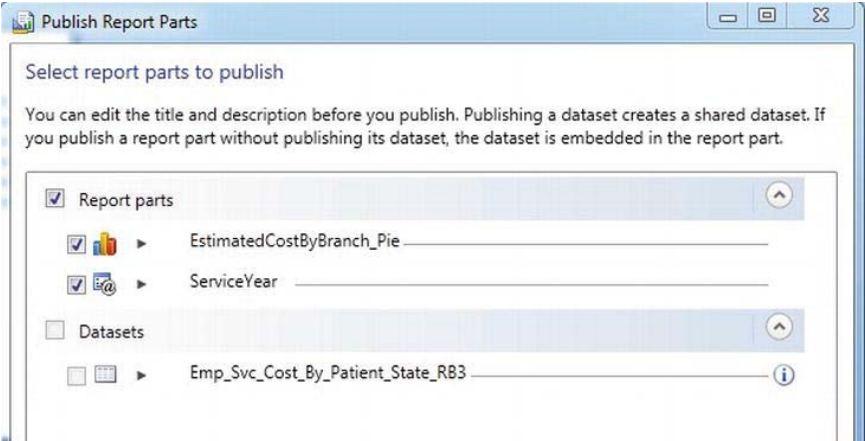 Publish Report Parts
Select report parts to publish
You can edit the title and description before you publish. Publishing a dataset creates a shared dataset. If
you publish a report part without publishing its dataset, the dataset is embedded in the report part.
Report parts
EstimatedCostByBranch_Pie
ServiceYear
Datasets
Emp_Svc_Cost_By_Patient_State_RB3